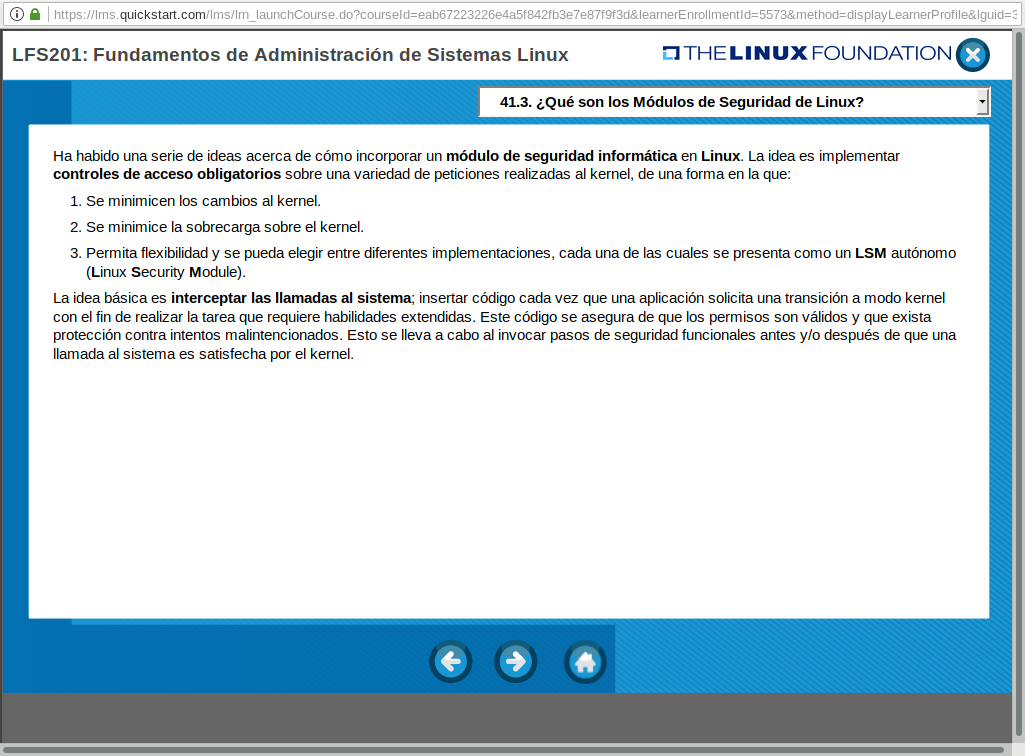 https://lms.quickstart.com/lms/lrn_launchCourse.do?courseId=eab67223226e4a5f842fb3e7e87f9f3d&learnerEnrollmentId=5573&method=displayLearnerProfile&lguid=3
LFS201: Fundamentos de Administración de Sistemas Linux
THE LINUX FOUNDATION
41.3. ¿Qué son los Módulos de Seguridad de Linux?
Ha habido una serie de ideas acerca de cómo incorporar un módulo de seguridad informática en Linux. La idea es implementar
controles de acceso obligatorios sobre una variedad de peticiones realizadas al kernel, de una forma en la que:
1. Se minimicen los cambios al kernel.
2. Se minimice la sobrecarga sobre el kernel.
3. Permita flexibilidad y se pueda elegir entre diferentes implementaciones, cada una de las cuales se presenta como un LSM autónomo
(Linux Security Module).
La idea básica es interceptar las llamadas al sistema; insertar código cada vez que una aplicación solicita una transición a modo kernel
con el fin de realizar la tarea que requiere habilidades extendidas. Este código se asegura de que los permisos son válidos y que exista
protección contra intentos malintencionados. Esto se lleva a cabo al invocar pasos de seguridad funcionales antes y/o después de que una
llamada al sistema es satisfecha por el kernel.